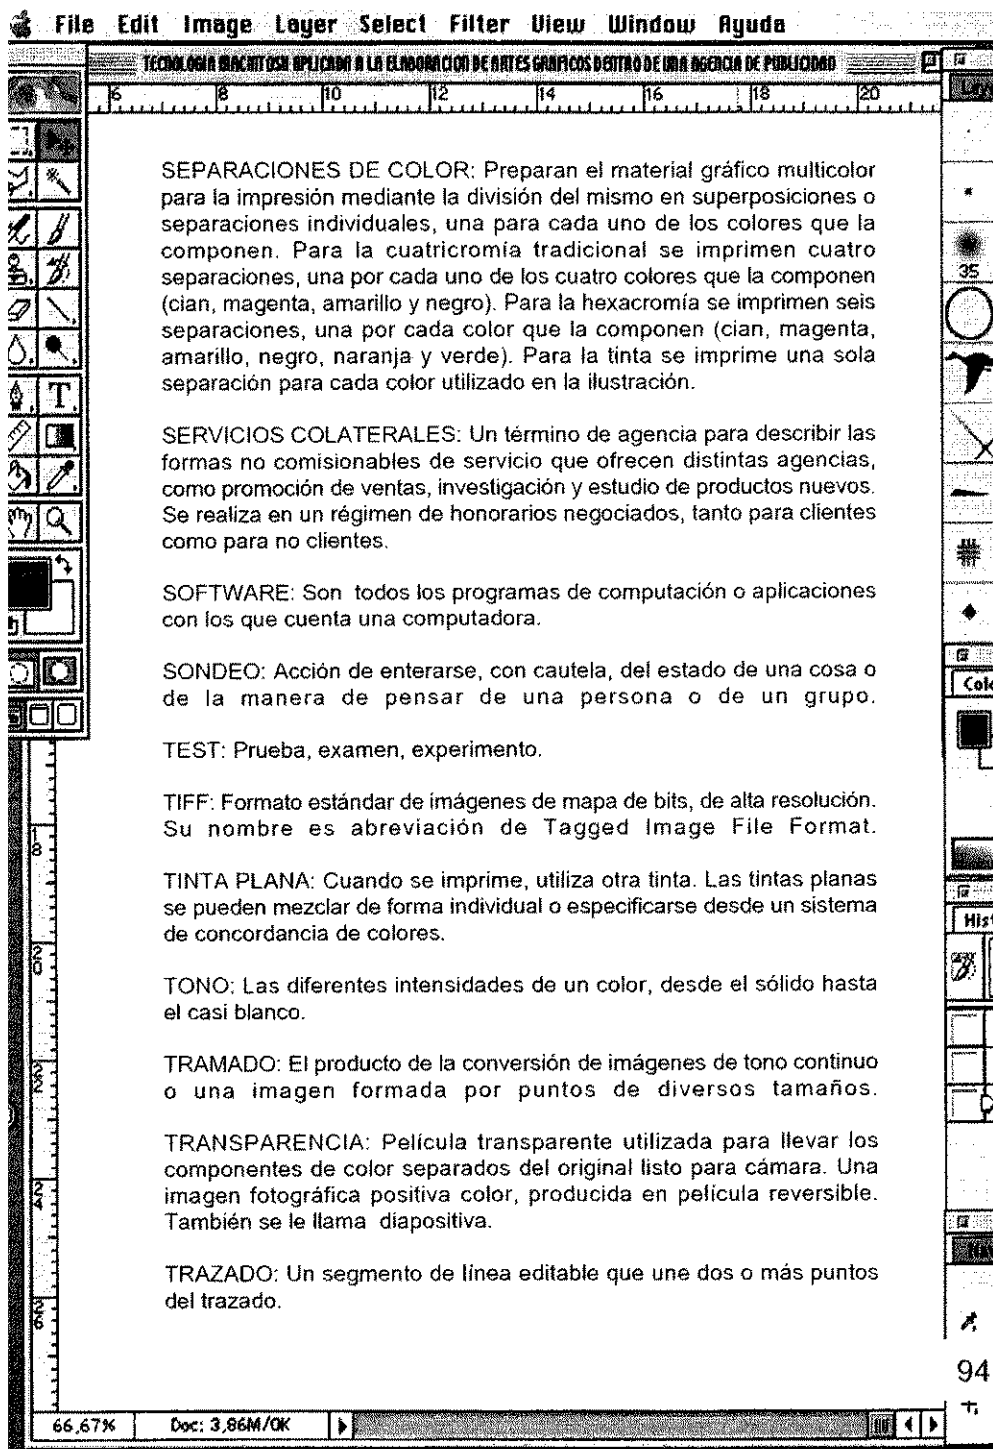 File Edit Image Layer Select Filter View Window Ayuda
TECNOLOGIA MACINTOSH APLICADA A LA ELABORACION DE ARTES GRAFICOS DENTRO DE UNA AGENCIA DE PUBLICIDAD
6 8 10 12 14 16 18 20
SEPARACIONES DE COLOR: Preparan el material gráfico multicolor
para la impresión mediante la división del mismo en superposiciones o
separaciones individuales, una para cada uno de los colores que la
componen. Para la cuatricromía tradicional se imprimen cuatro
separaciones, una por cada uno de los cuatro colores que la componen
(cian, magenta, amarillo y negro). Para la hexacromía se imprimen seis
separaciones, una por cada color que la componen (cian, magenta,
amarillo, negro, naranja y verde). Para la tinta se imprime una sola
separación para cada color utilizado en la ilustración.
35
SERVICIOS COLATERALES: Un término de agencia para describir las
formas no comisionables de servicio que ofrecen distintas agencias,
como promoción de ventas, investigación y estudio de productos nuevos.
Se realiza en un régimen de honorarios negociados, tanto para clientes
como para no clientes.
SOFTWARE: Son todos los programas de computación o aplicaciones
con los que cuenta una computadora.
SONDEO: Acción de enterarse, con cautela, del estado de una cosa o
de la manera de pensar de una persona o de un grupo.
TEST: Prueba, examen, experimento.
TIFF: Formato estándar de imágenes de mapa de bits, de alta resolución.
Su nombre es abreviación de Tagged Image File Format.
TINTA PLANA: Cuando se imprime, utiliza otra tinta. Las tintas planas
se pueden mezclar de forma individual o especificarse desde un sistema
de concordancia de colores.
TONO: Las diferentes intensidades de un color, desde el sólido hasta
el casi blanco.
TRAMADO: El producto de la conversión de imágenes de tono continuo
o una imagen formada por puntos de diversos tamaños.
TRANSPARENCIA: Película transparente utilizada para llevar los
componentes de color separados del original listo para cámara. Una
imagen fotográfica positiva color, producida en película reversible.
También se le llama diapositiva.
TRAZADO: Un segmento de línea editable que une dos o más puntos
del trazado.
18
20
22
24
26
Colo
Hist
94
66,67% Doc: 3,86M/0K